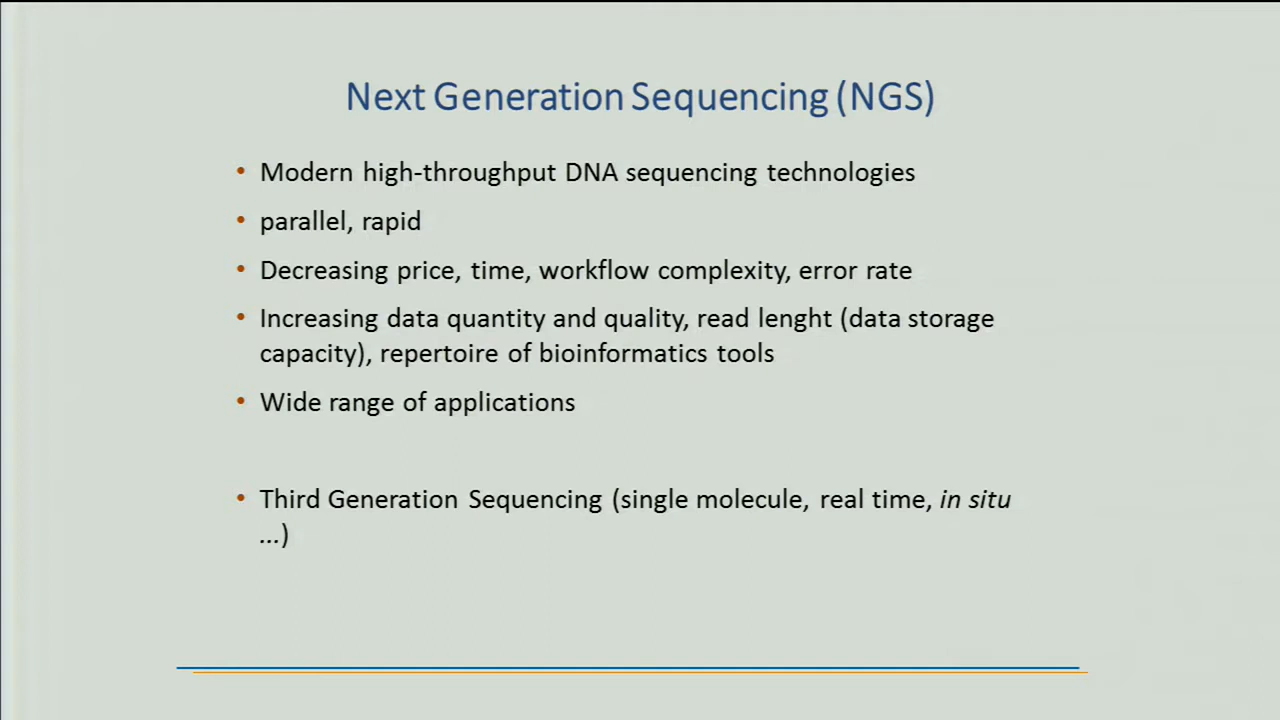 Next Generation Sequencing (NGS)
• Modern high-throughput DNA sequencing technologies
• parallel, rapid
• Decreasing price, time, workflow complexity, error rate
• Increasing data quantity and quality, read lenght (data storage
capacity), repertoire of bioinformatics tools
• Wide range of applications
• Third Generation Sequencing (single molecule, real time, in situ
...)